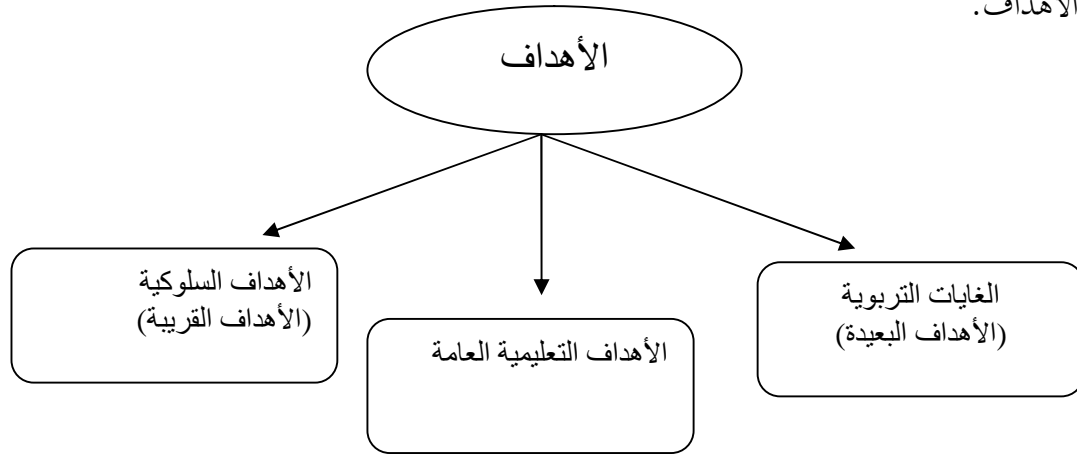 الأهداف.
الأهداف
الغايات التربوية
(الأهداف البعيدة)
الأهداف التعليمية العامة
الأهداف السلوكية
(الأهداف القريبة)